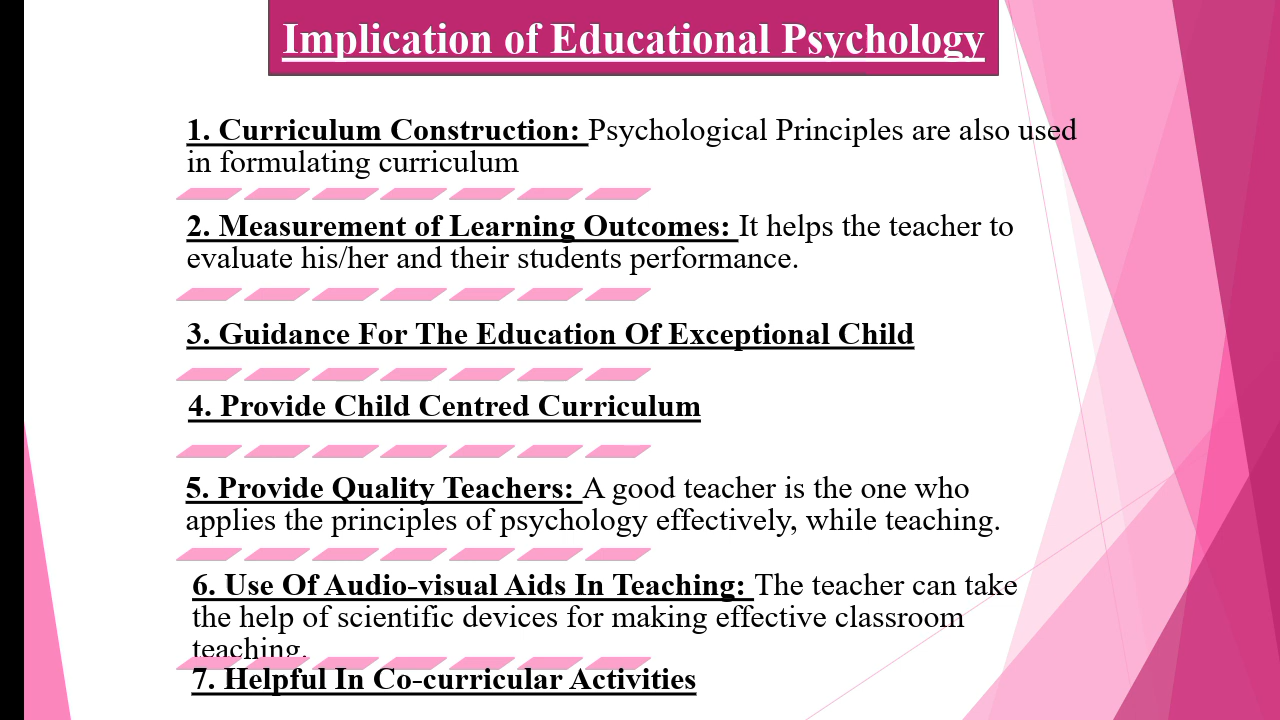 Implication of Educational Psychology
1. Curriculum Construction: Psychological Principles are also used
in formulating curriculum
2. Measurement of Learning Outcomes: It helps the teacher to
evaluate his/her and their students performance.
3. Guidance For The Education Of Exceptional Child
4. Provide Child Centred Curriculum
5. Provide Quality Teachers: A good teacher is the one who
applies the principles of psychology effectively, while teaching.
6. Use Of Audio-visual Aids In Teaching: The teacher can take
the help of scientific devices for making effective classroom
teaching.
7. Helpful In Co-curricular Activities